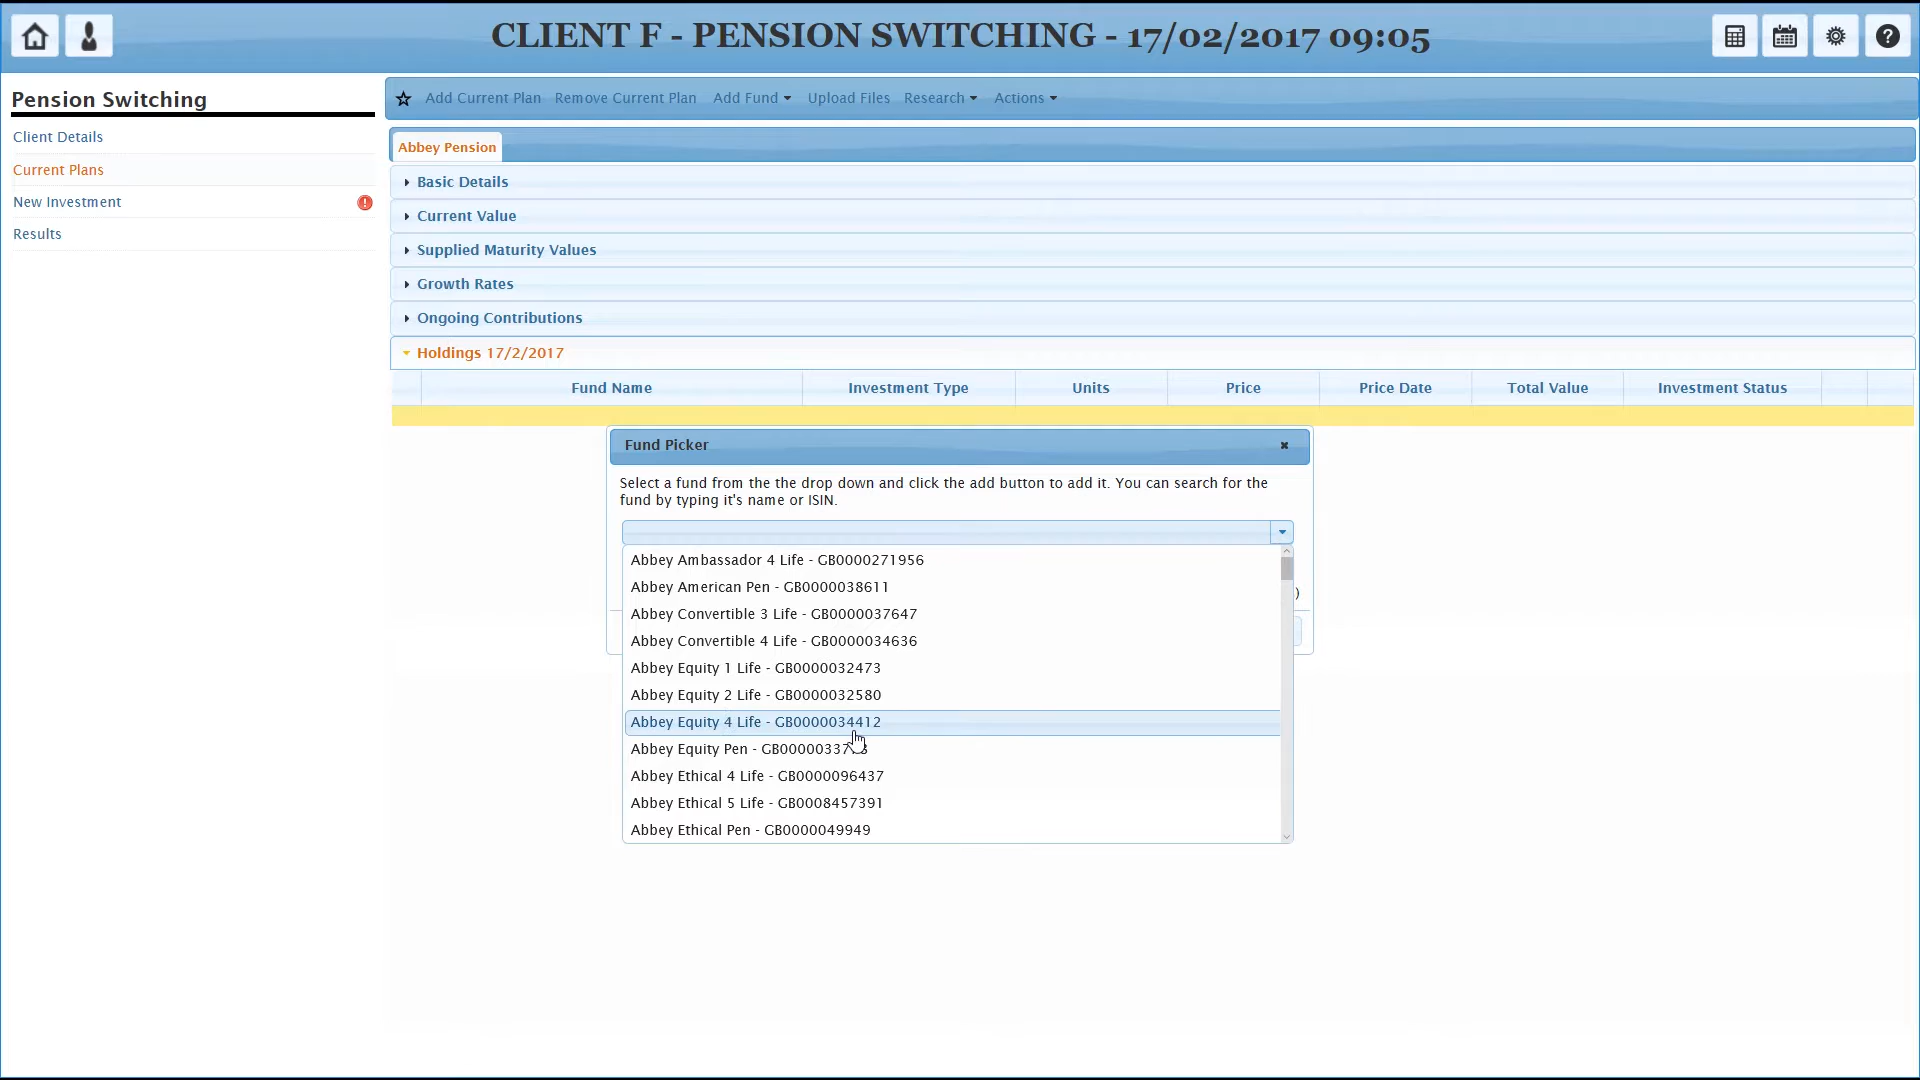 CLIENT F - PENSION SWITCHING - 17/02/2017 09:05
Pension Switching
Client Details
Current Plans
New Investment
Results
Add Current Plan Remove Current Plan Add Fund Upload Files Research Actions
Abbey Pension
Basic Details
Current Value
Supplied Maturity Values
Growth Rates
Ongoing Contributions
Holdings 17/2/2017
Fund Name Investment Type Units Price Price Date Total Value Investment Status
Fund Picker
Select a fund from the the drop down and click the add button to add it. You can search for the
fund by typing it's name or ISIN.
Abbey Ambassador 4 Life - GB0000271956
Abbey American Pen - GB0000038611
)
Abbey Convertible 3 Life - GB0000037647
Abbey Convertible 4 Life - GB0000034636
Abbey Equity 1 Life - GB0000032473
Abbey Equity 2 Life - GB0000032580
Abbey Equity 4 Life - GB0000034412
Abbey Equity Pen -
Abbey Ethical 4 Life - GB0000096437
Abbey Ethical 5 Life - GB0008457391
Abbey Ethical Pen - GB0000049949